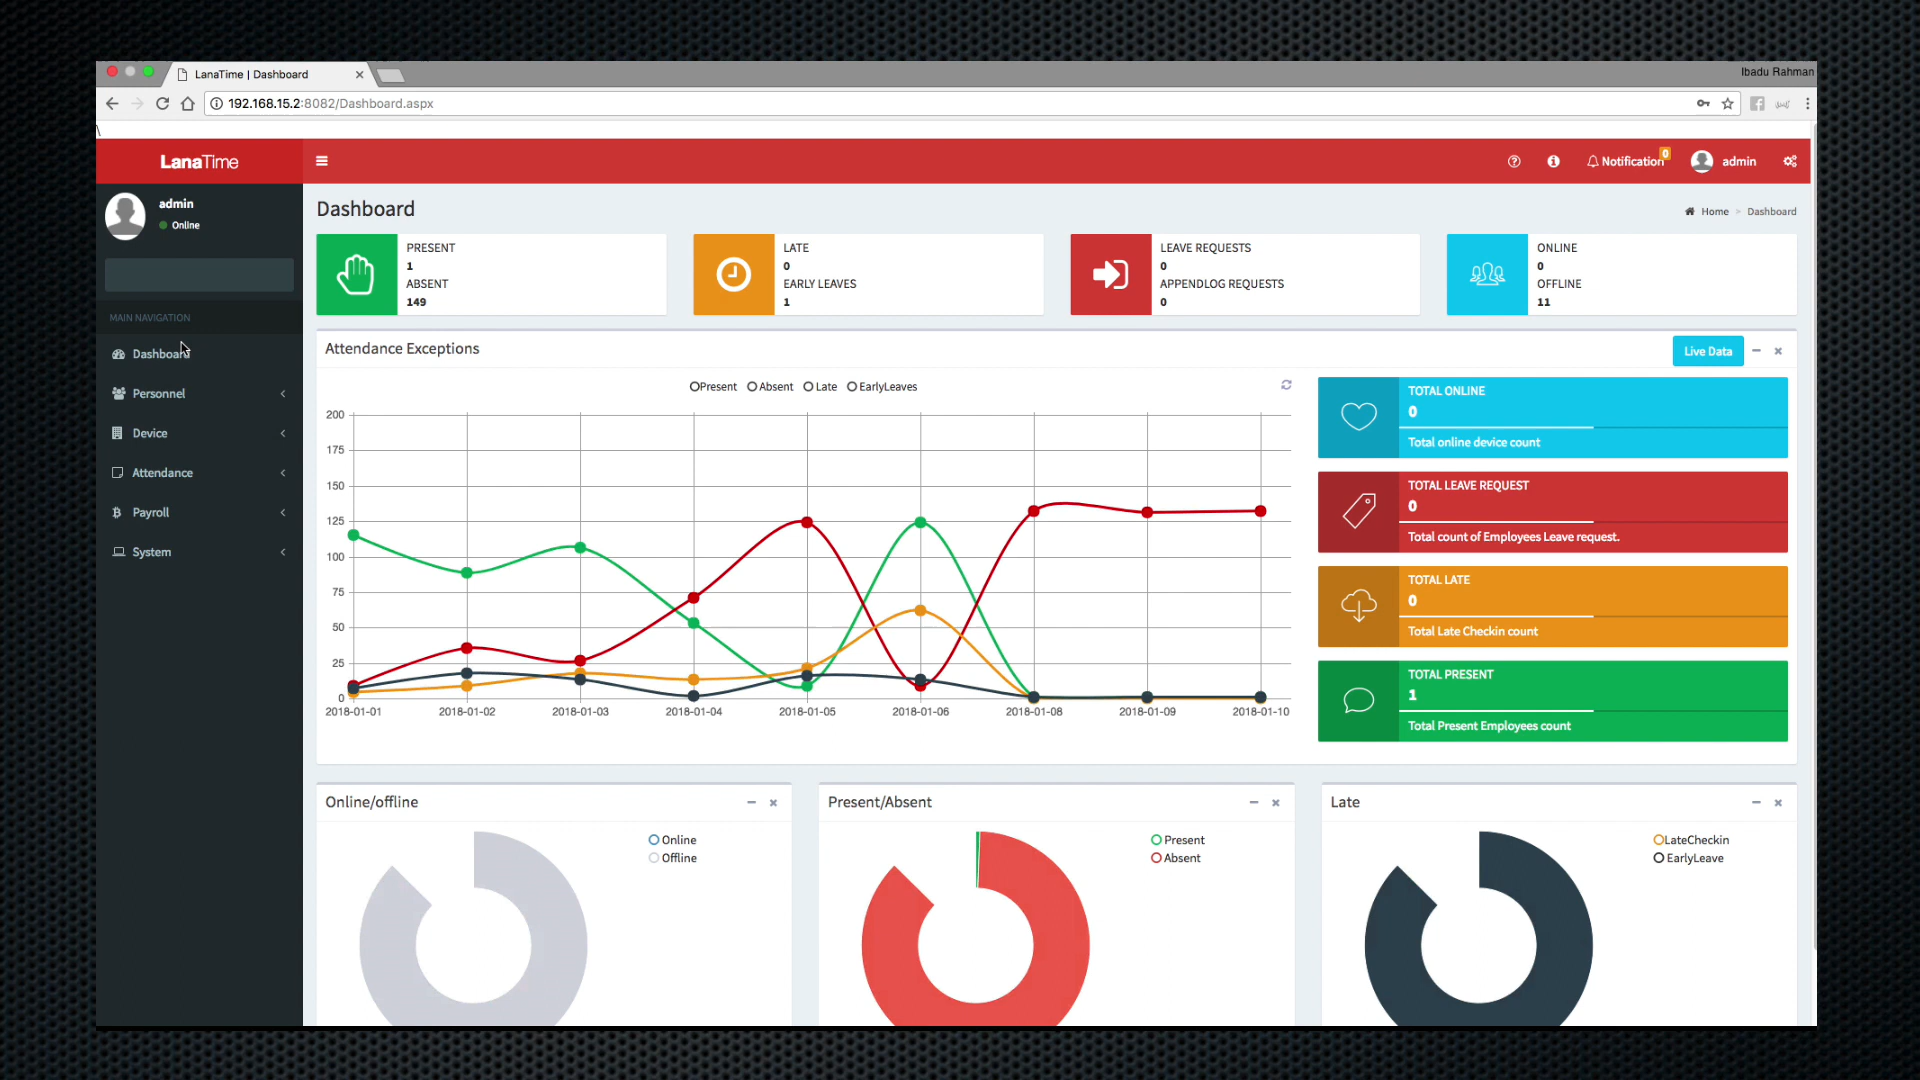 LanaTime | Dashboard
Ibadu Rahman
192.168.15.2:8082/Dashboard.aspx
\
LanaTime
Notification
0
admin
admin
Online
MAIN NAVIGATION
Dashboard
Personnel
Device
Attendance
Payroll
System
Dashboard
Home > Dashboard
PRESENT
1
ABSENT
149
LATE
0
EARLY LEAVES
1
LEAVE REQUESTS
0
APPENDLOG REQUESTS
0
ONLINE
0
OFFLINE
11
Attendance Exceptions
Live Data
Present Absent Late EarlyLeaves
200
175
150
125
100
75
50
25
0
2018-01-01 2018-01-02 2018-01-03 2018-01-04 2018-01-05 2018-01-06 2018-01-08 2018-01-09 2018-01-10
TOTAL ONLINE
0
Total online device count
TOTAL LEAVE REQUEST
0
Total count of Employees Leave request.
TOTAL LATE
0
Total Late Checkin count
TOTAL PRESENT
1
Total Present Employees count
Online/offline
Online
Offline
Present/Absent
Present
Absent
Late
LateCheckin
EarlyLeave